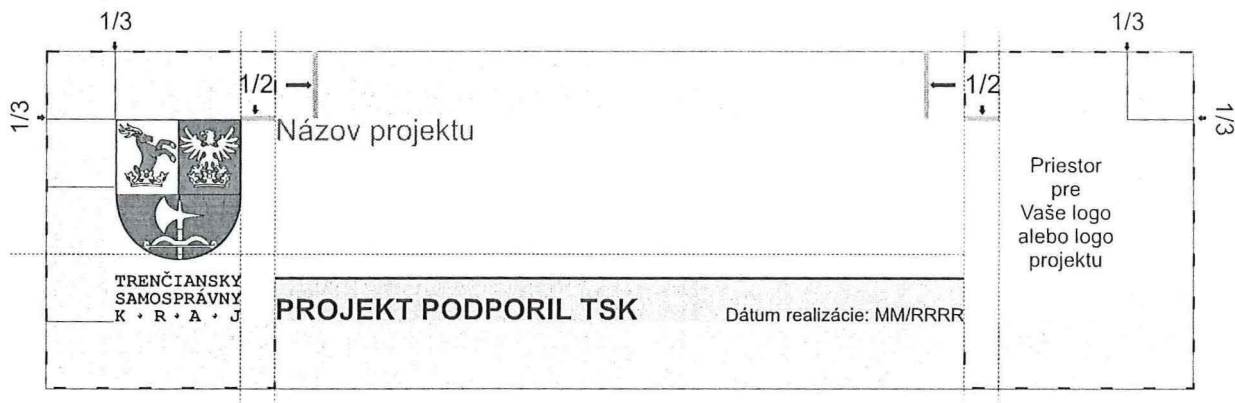 1/3
1/3
1/2
1/2
1/3
1/3
Názov projektu
Priestor
pre
Vaše logo
alebo logo
projektu
TRENČIANSKY
SAMOSPRÁVNY
K · R · A · J
PROJEKT PODPORIL TSK
Dátum realizácie: MM/RRRR